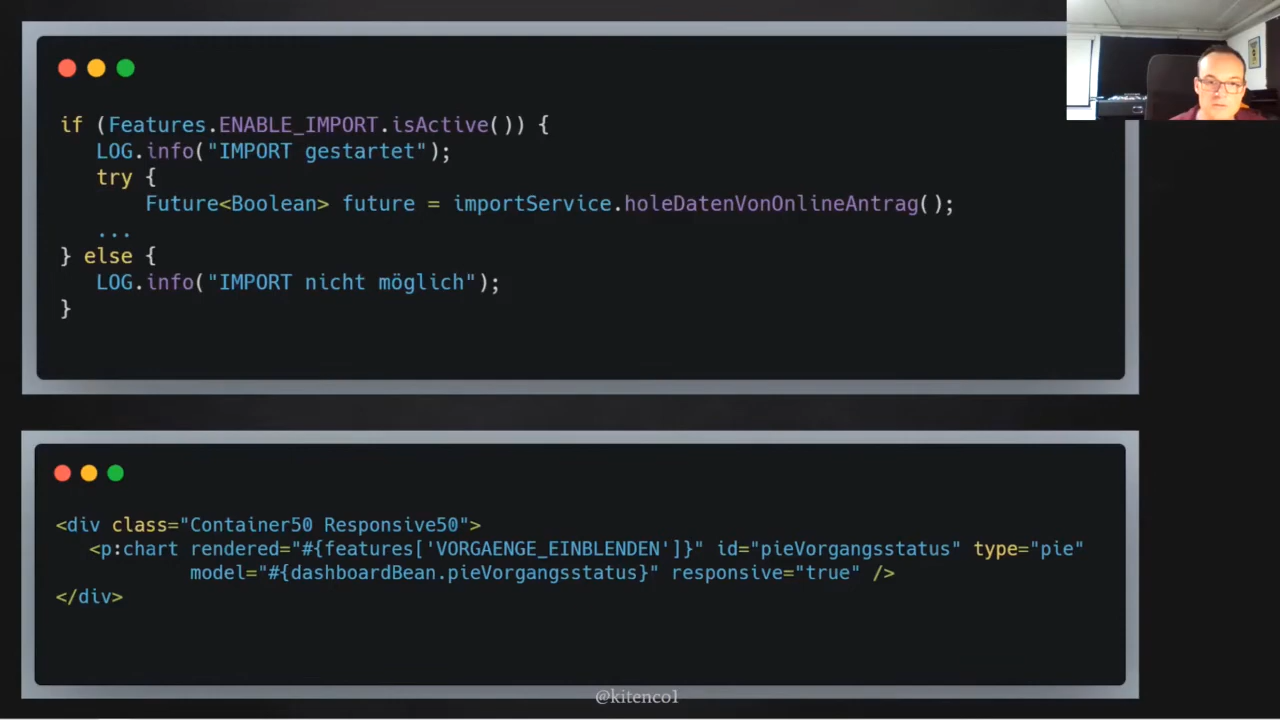 if (Features.ENABLE_IMPORT.isActive()) {
LOG.info("IMPORT gestartet");
try {
Future<Boolean> future = importService.holeDatenVonOnlineAntrag();
...
} else {
LOG.info("IMPORT nicht möglich");
}
<div class="Container50 Responsive50">
<p:chart rendered="#{features['VORGAENGE_EINBLENDEN']}" id="pieVorgangsstatus" type="pie"
model="#{dashboardBean.pieVorgangsstatus}" responsive="true" />
</div>
@kitenco1